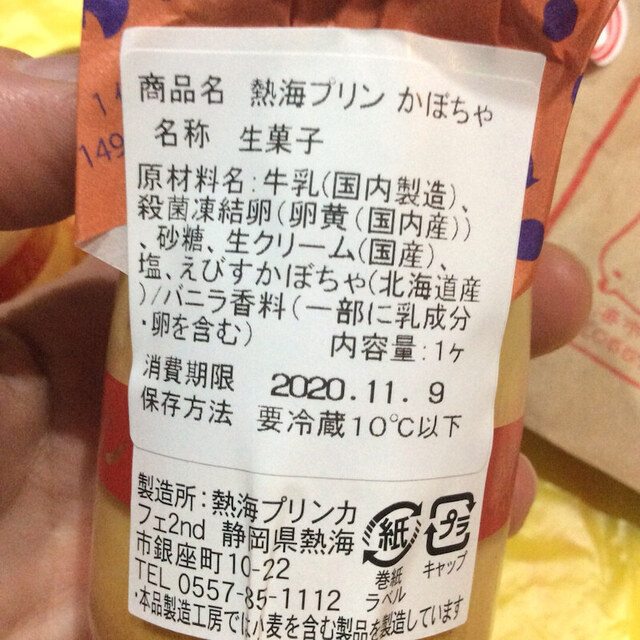 商品名 熱海プリン かぼちゃ
名称 生菓子
原材料名:牛乳(国内製造)、
殺菌凍結卵(卵黄(国内産))
、砂糖、生クリーム(国産)、
塩、えびすかぼちゃ(北海道産
)/バニラ香料(一部に乳成分
・卵を含む)
内容量:1ヶ
消費期限 2020.11. 9
保存方法 要冷蔵10℃以下
製造所:熱海プリンカ
フェ2nd 静岡県熱海
市銀座町10-22
TEL 0557-85-1112
紙
巻紙
ラベル
プラ
キャップ
・本品製造工房では小麦を含む製品を製造しています
149